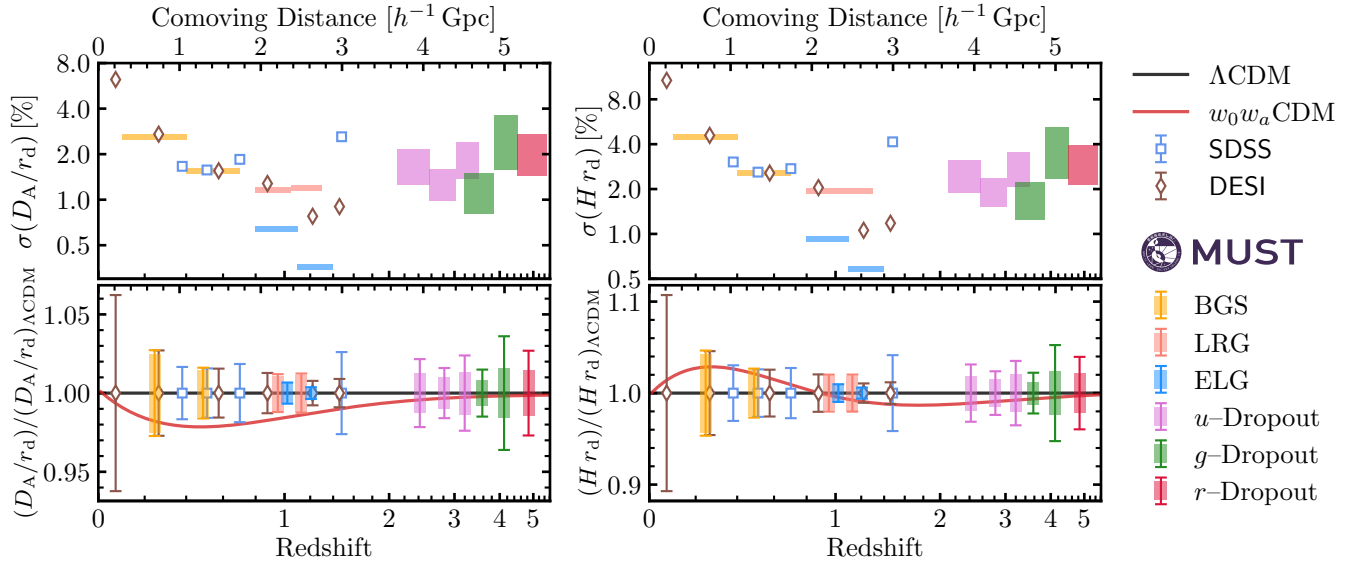 Comoving Distance [h⁻¹ Gpc]
0 1 2 3 4 5
σ(D_A/r_d) [%]
8.0
4.0
2.0
1.0
0.5
(D_A/r_d)/(D_A/r_d)_ΛCDM
1.05
1.00
0.95
0 1 2 3 4 5
Redshift
Comoving Distance [h⁻¹ Gpc]
0 1 2 3 4 5
σ(H r_d) [%]
8.0
4.0
2.0
1.0
0.5
(H r_d)/(H r_d)_ΛCDM
1.1
1.0
0.9
0 1 2 3 4 5
Redshift
ΛCDM
w₀wₐCDM
SDSS
DESI
MUST
BGS
LRG
ELG
u–Dropout
g–Dropout
r–Dropout